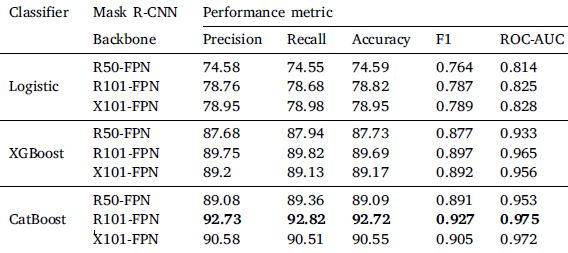 Classifier Mask R-CNN Performance metric
Backbone Precision Recall Accuracy F1 ROC-AUC
R50-FPN 74.58 74.55 74.59 0.764 0.814
Logistic R101-FPN 78.76 78.68 78.82 0.787 0.825
X101-FPN 78.95 78.98 78.95 0.789 0.828
R50-FPN 87.68 87.94 87.73 0.877 0.933
XGBoost R101-FPN 89.75 89.82 89.69 0.897 0.965
X101-FPN 89.2 89.13 89.17 0.892 0.956
R50-FPN 89.08 89.36 89.09 0.891 0.953
CatBoost R101-FPN 92.73 92.82 92.72 0.927 0.975
X101-FPN 90.58 90.51 90.55 0.905 0.972